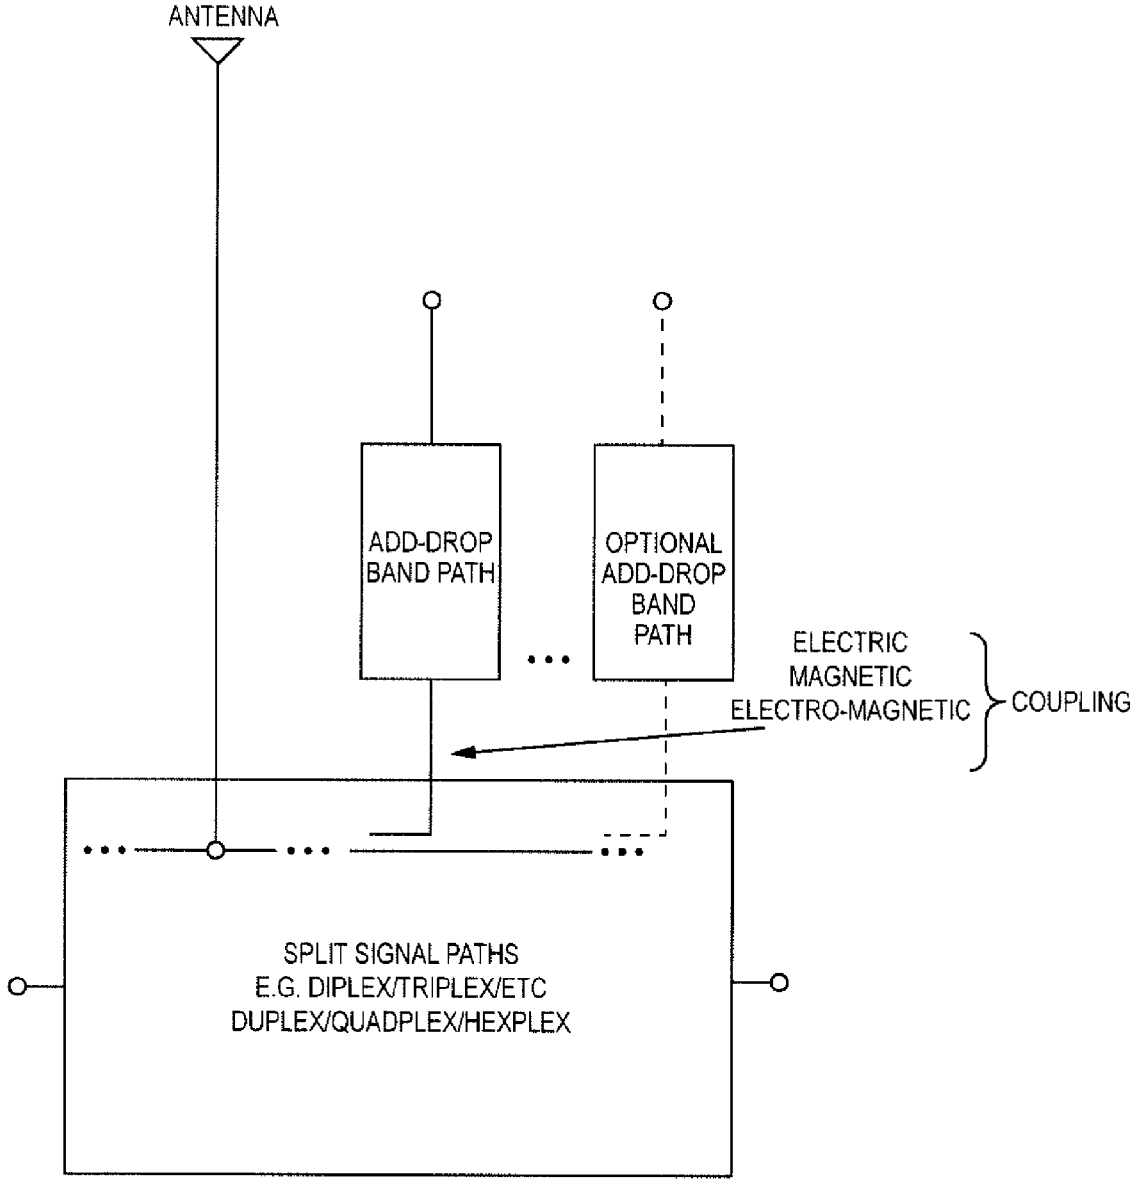 ANTENNA
ADD-DROP
BAND PATH
OPTIONAL
ADD-DROP
BAND
PATH
ELECTRIC
MAGNETIC
ELECTRO-MAGNETIC
COUPLING
SPLIT SIGNAL PATHS
E.G. DIPLEX/TRIPLEX/ETC
DUPLEX/QUADPLEX/HEXPLEX